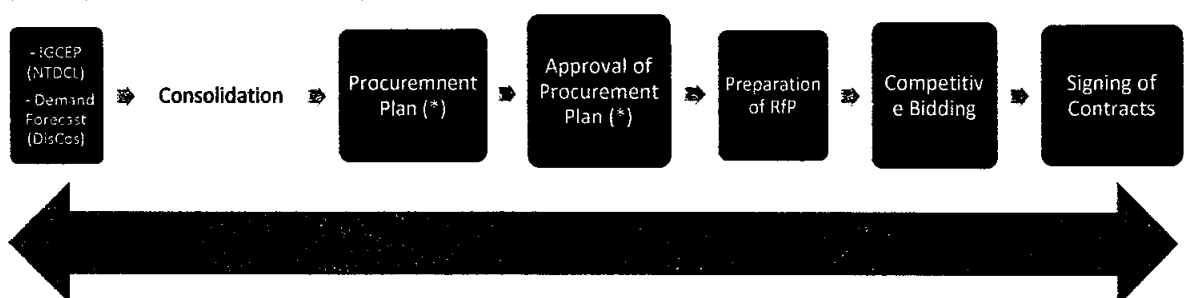 - IGCEP
(NTDCL)
- Demand
Forecast
(DisCos)
Consolidation
Procuremnent
Plan (*)
Approval of
Procurement
Plan (*)
Preparation
of RfP
Competitiv
e Bidding
Signing of
Contracts